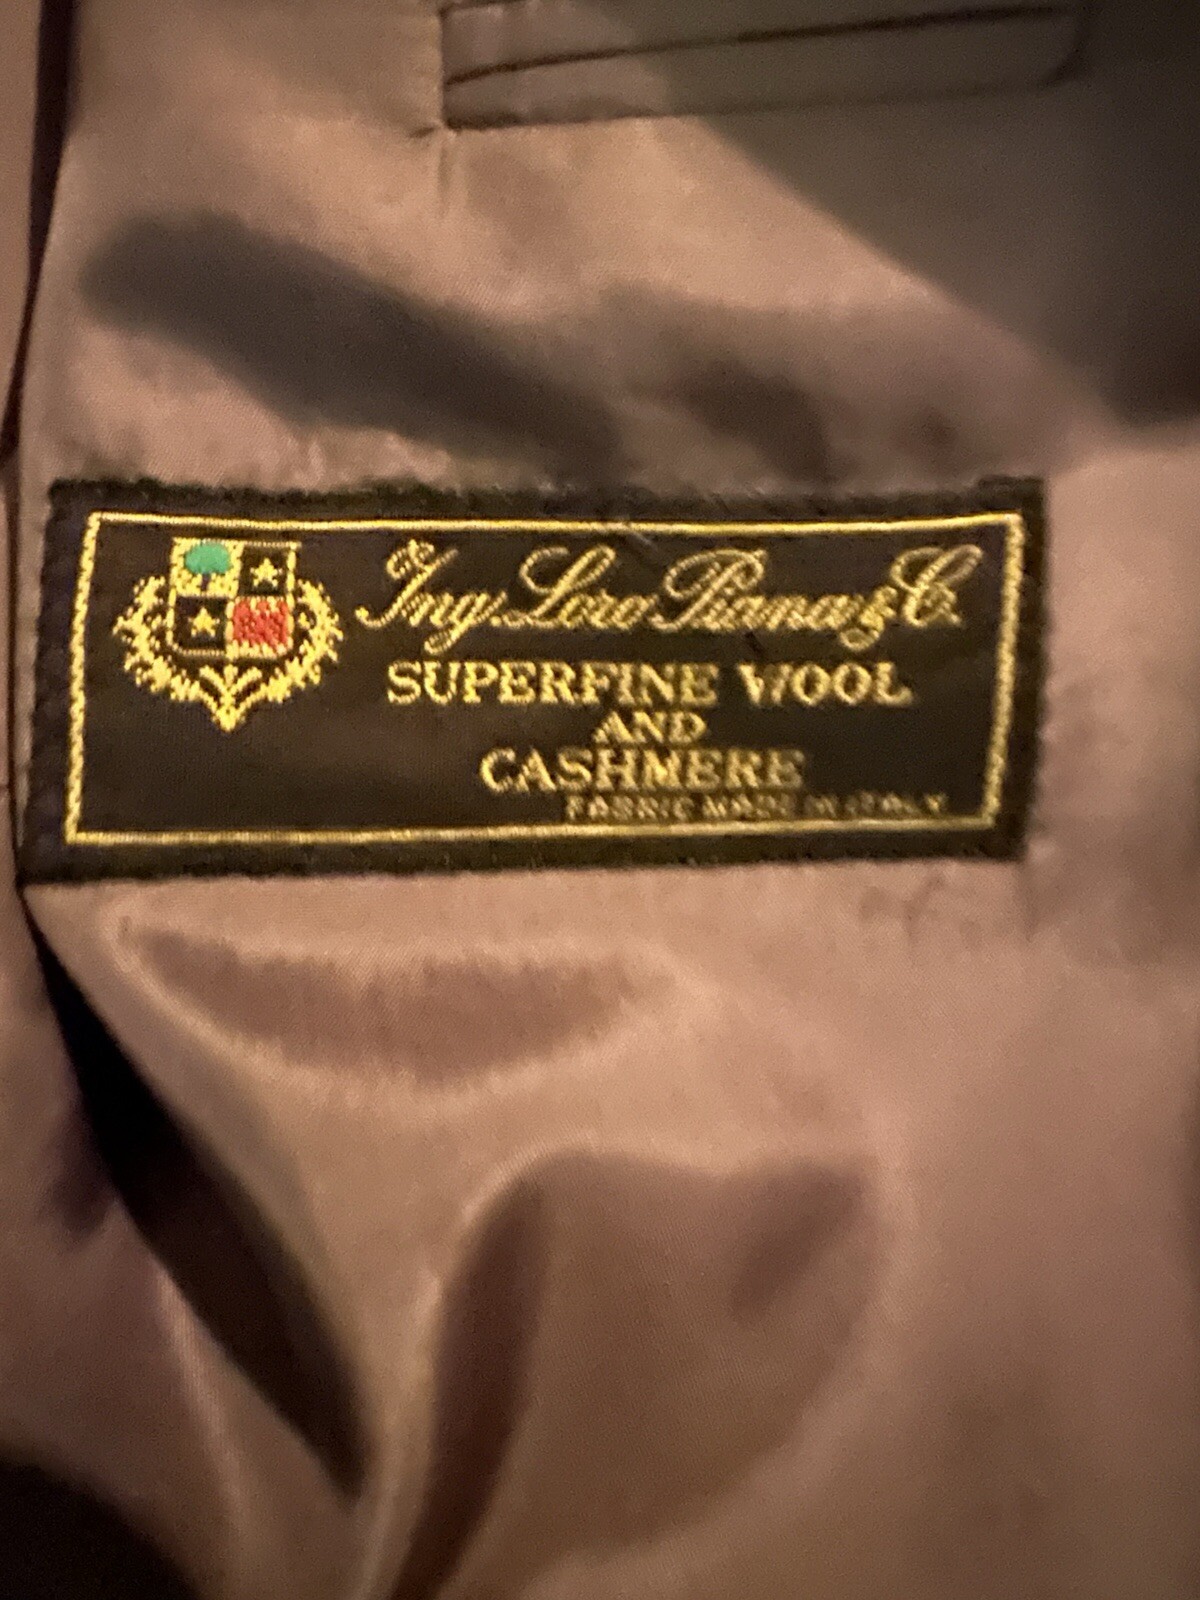 Ing. Loro Piana & C.
SUPERFINE WOOL
AND
CASHMERE
FABRIC MADE IN ITALY